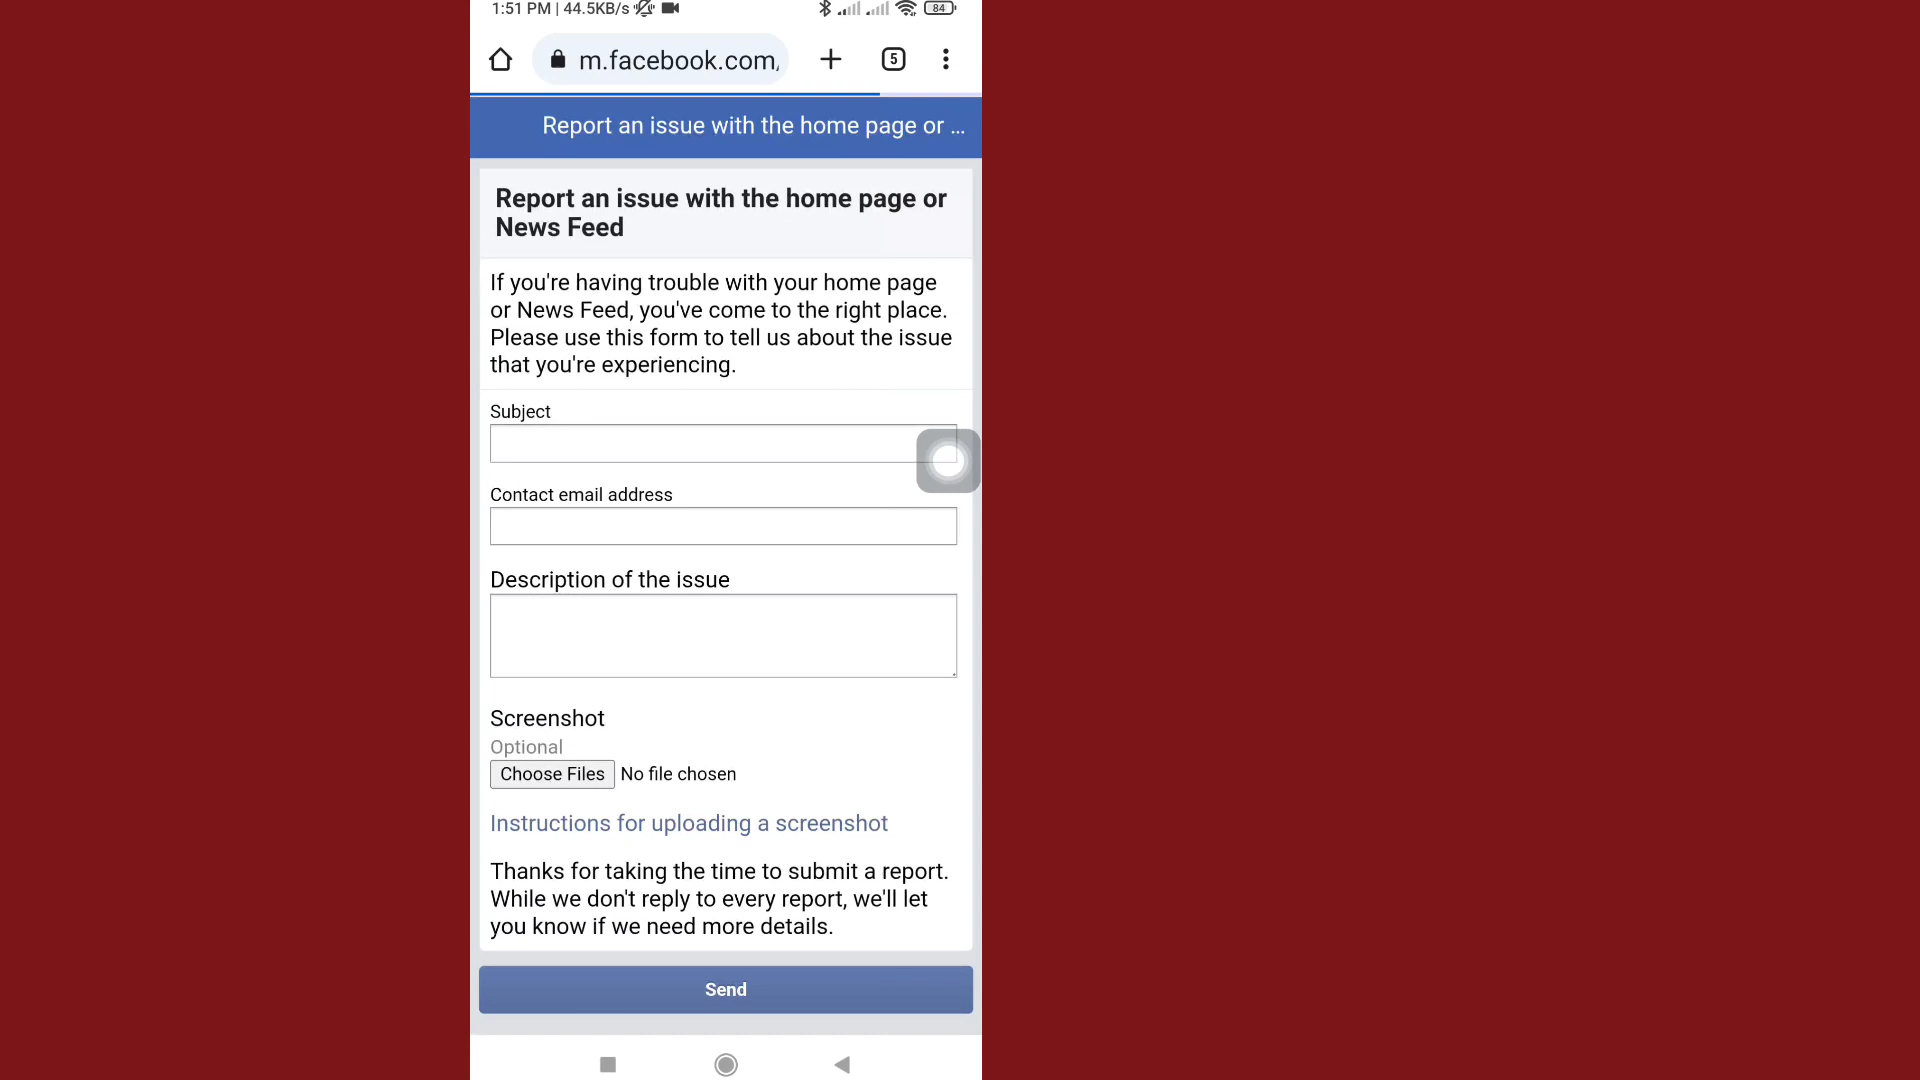 1:51 PM | 44.5KB/s
84
m.facebook.com/
5
Report an issue with the home page or ...
Report an issue with the home page or
News Feed
If you're having trouble with your home page
or News Feed, you've come to the right place.
Please use this form to tell us about the issue
that you're experiencing.
Subject
Contact email address
Description of the issue
Screenshot
Optional
Choose Files No file chosen
Instructions for uploading a screenshot
Thanks for taking the time to submit a report.
While we don't reply to every report, we'll let
you know if we need more details.
Send